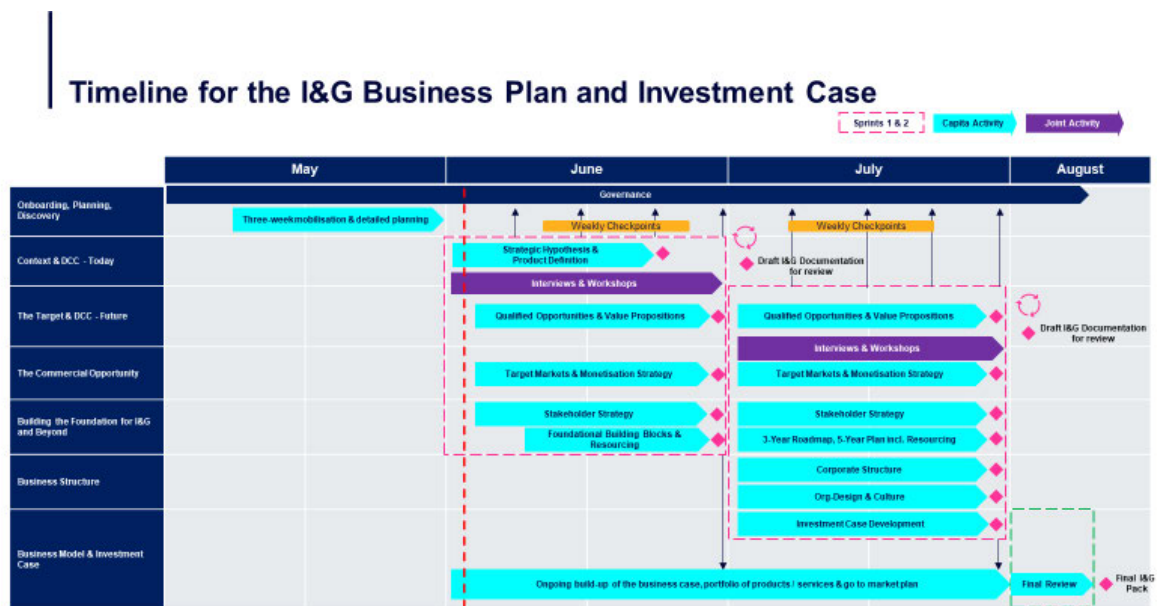 Timeline for the I&G Business Plan and Investment Case
Sprints 1 & 2
Capita Activity
Joint Activity
May
June
July
August
Onboarding, Planning,
Discovery
Governance
Three-week mobilisation & detailed planning
Weekly Checkpoints
Weekly Checkpoints
Context & DCC - Today
Strategic Hypothesis &
Product Definition
Draft I&G Documentation
for review
Interviews & Workshops
The Target & DCC - Future
Qualified Opportunities & Value Propositions
Qualified Opportunities & Value Propositions
Draft I&G Documentation
for review
Interviews & Workshops
The Commercial Opportunity
Target Markets & Monetisation Strategy
Target Markets & Monetisation Strategy
Building the Foundation for I&G
and Beyond
Stakeholder Strategy
Stakeholder Strategy
Foundational Building Blocks &
Resourcing
3-Year Roadmap, 5-Year Plan incl. Resourcing
Business Structure
Corporate Structure
Org-Design & Culture
Business Model & Investment
Case
Investment Case Development
Ongoing build-up of the business case, portfolio of products / services & go to market plan
Final Review
Final I&G
Pack